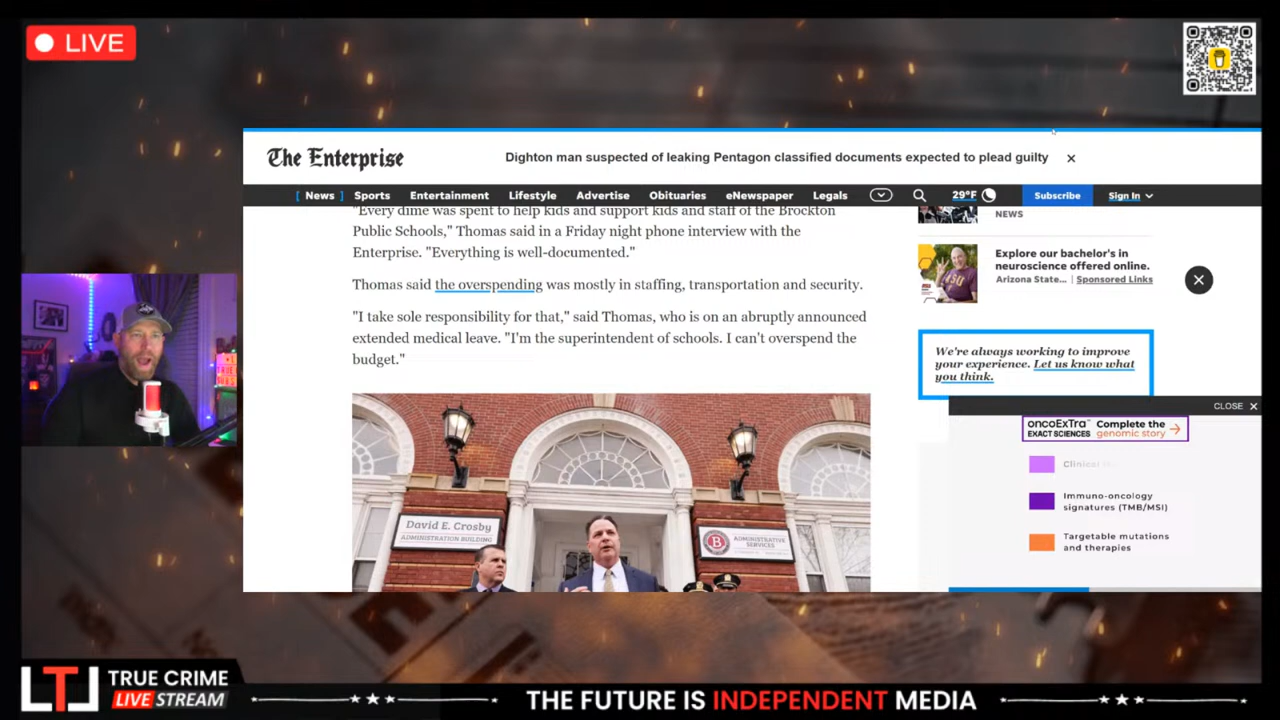 LIVE
The Enterprise
Dighton man suspected of leaking Pentagon classified documents expected to plead guilty
[ News ] Sports Entertainment Lifestyle Advertise Obituaries eNewspaper Legals 29°F Subscribe Sign In
"Every dime was spent to help kids and support kids and staff of the Brockton
Public Schools," Thomas said in a Friday night phone interview with the
Enterprise. "Everything is well-documented."
Thomas said the overspending was mostly in staffing, transportation and security.
"I take sole responsibility for that," said Thomas, who is on an abruptly announced
extended medical leave. "I'm the superintendent of schools. I can't overspend the
budget."
David E. Crosby
ADMINISTRATION BUILDING
B
ADMINISTRATIVE
SERVICES
NEWS
Explore our bachelor's in
neuroscience offered online.
Arizona State... | Sponsored Links
We're always working to improve
your experience. Let us know what
you think.
CLOSE X
oncoExTra
EXACT SCIENCES
Complete the
genomic story
Clinical
Immuno-oncology
signatures (TMB/MSI)
Targetable mutations
and therapies
LTL
TRUE CRIME
LIVE STREAM
THE FUTURE IS INDEPENDENT MEDIA